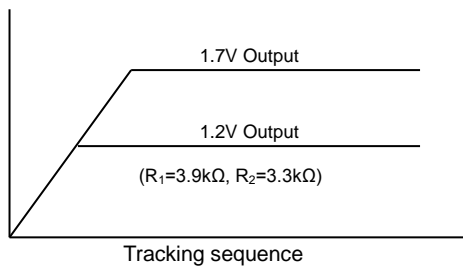 1.7V Output
1.2V Output
(R₁=3.9kΩ, R₂=3.3kΩ)
Tracking sequence